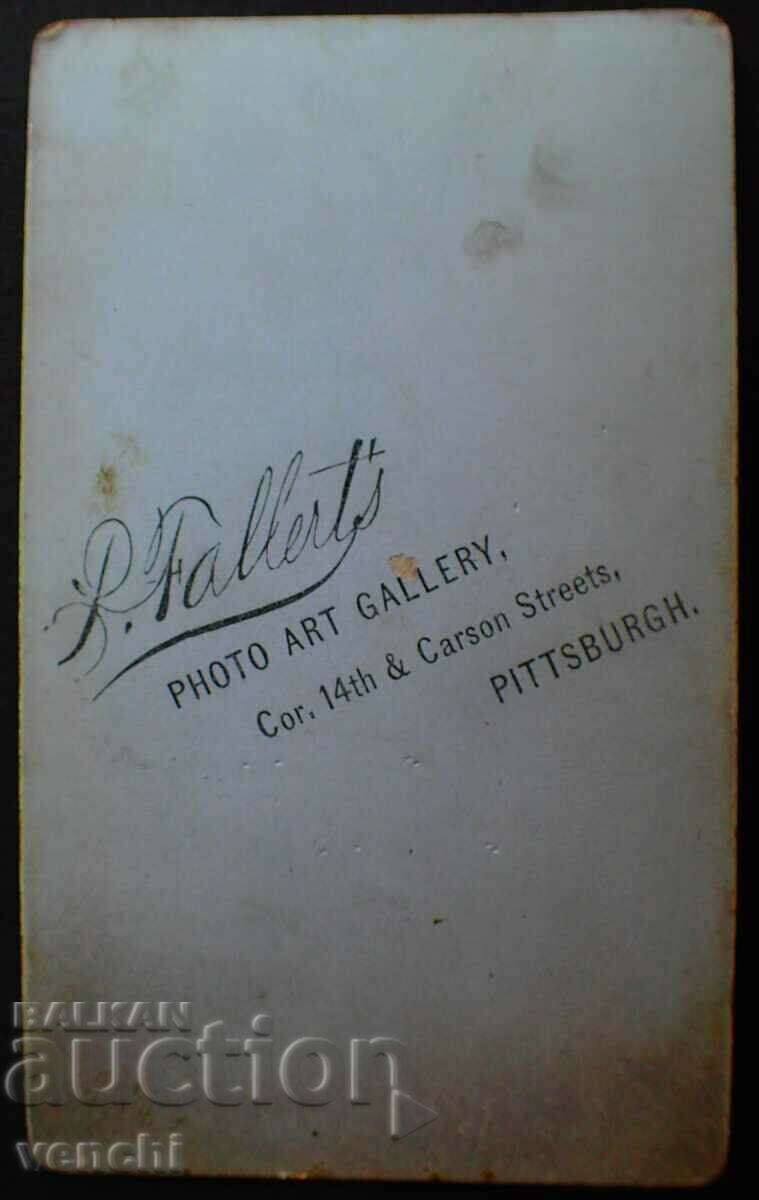 P. Fallert's
PHOTO ART GALLERY,
Cor. 14th & Carson Streets,
PITTSBURGH.
BALKAN
auction
venchi